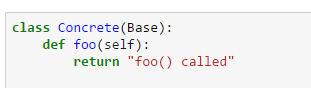 class Concrete(Base):
    def foo(self):
        return "foo() called"